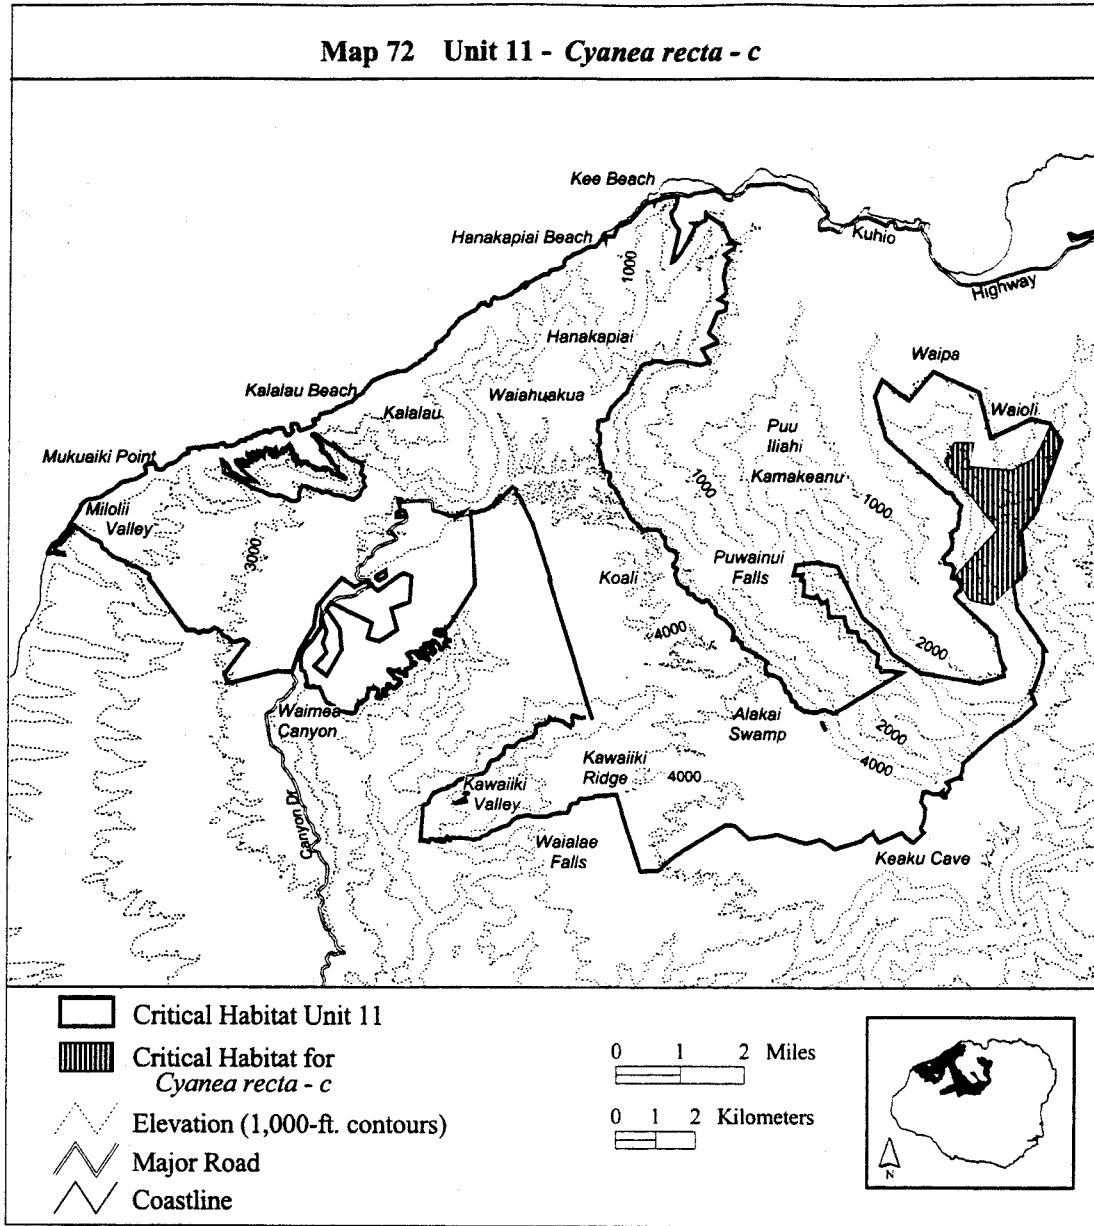 Map 72 Unit 11 - Cyanea recta - c
Kee Beach
Hanakapiai Beach
Kuhio
Highway
1000
Hanakapiai
Waipa
Kalalau Beach
Waiahuakua
Kalalau
Waioli
Puu
Iliahi
Mukuaiki Point
Kamakeanu
1000
1000
Milolii
Valley
3000
Puwainui
Falls
Koali
4000
2000
Waimea
Canyon
Alakai
Swamp
2000
4000
Kawaiiki
Ridge
4000
Kawaiiki
Valley
Canyon Dr
Waialae
Falls
Keaku Cave
Critical Habitat Unit 11
Critical Habitat for
Cyanea recta - c
Elevation (1,000-ft. contours)
Major Road
Coastline
0 1 2 Miles
0 1 2 Kilometers
N